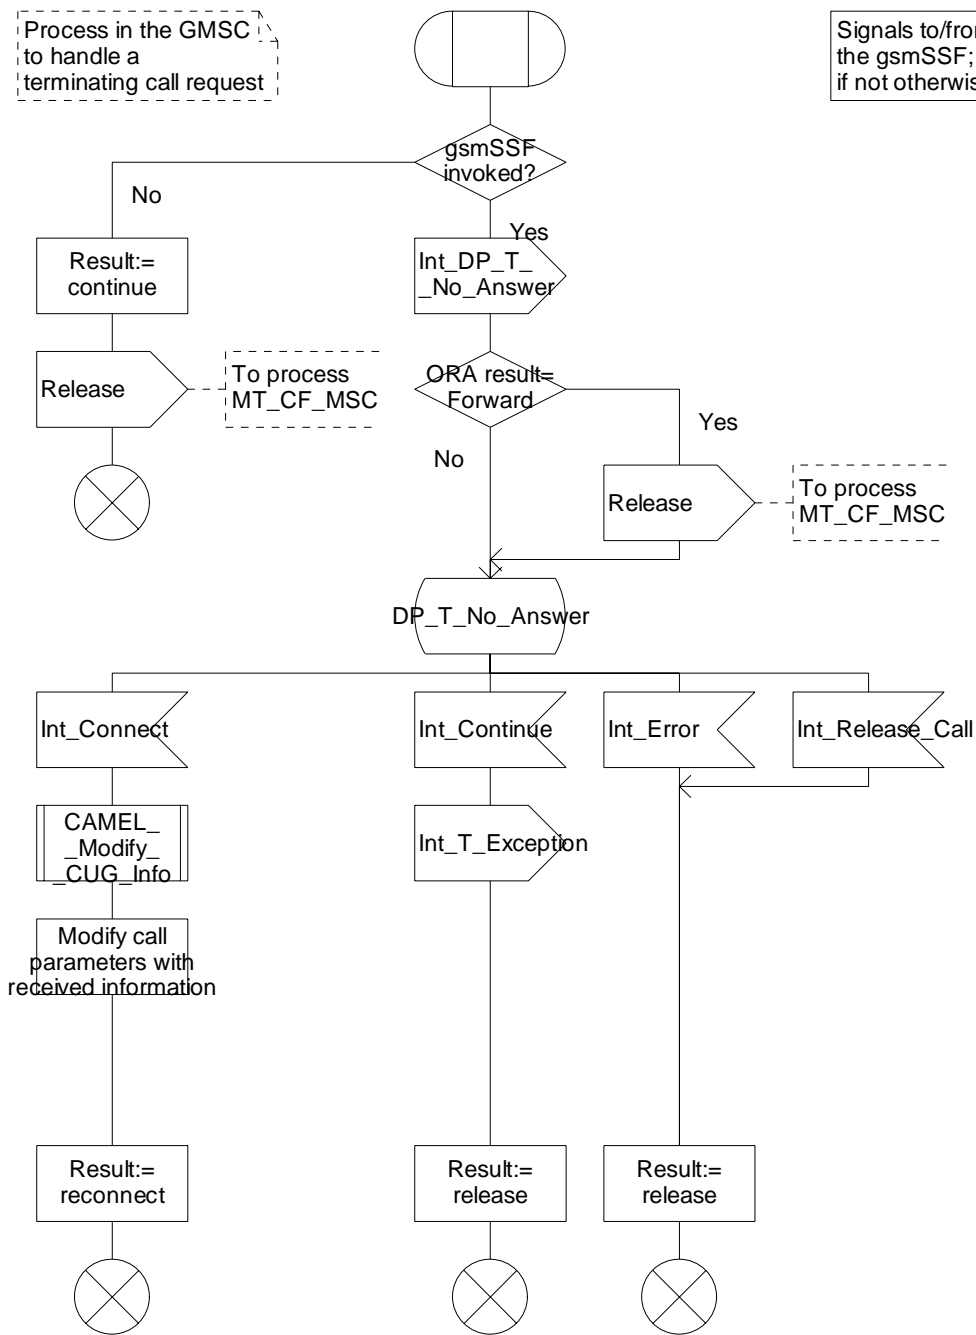 Process in the GMSC
to handle a
terminating call request
Signals to/from
the gsmSSF;
if not otherwis
gsmSSF
invoked?
No
Yes
Result:=
continue
Int_DP_T_
_No_Answer
Release
To process
MT_CF_MSC
ORA result=
Forward
Yes
No
Release
To process
MT_CF_MSC
DP_T_No_Answer
Int_Connect
Int_Continue
Int_Error
Int_Release_Call
CAMEL_
_Modify_
_CUG_Info
Int_T_Exception
Modify call
parameters with
received information
Result:=
reconnect
Result:=
release
Result:=
release